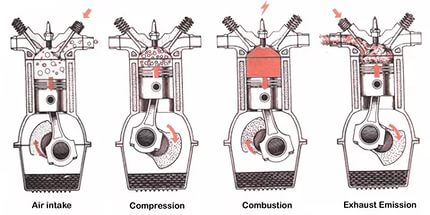 Air intake
Compression
Combustion
Exhaust Emission